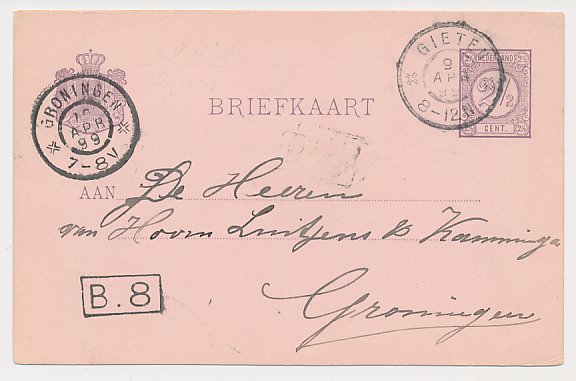 GIETEN
9
APR
99
8-12N
NEDERLAND
2½
CENT.
GRONINGEN
APR
99
7-8V
BRIEFKAART
AAN De Heeren
van Hoorn Luitjens & Kamminga
Groningen
B.8